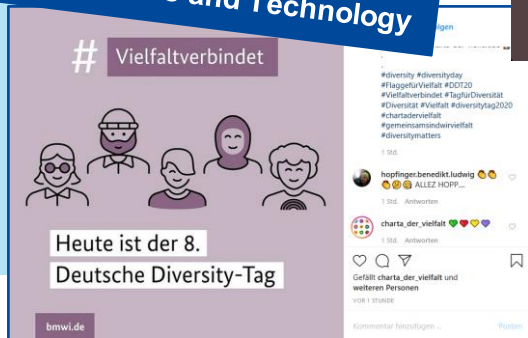 and Technology
#Vielfaltverbindet
Heute ist der 8.
Deutsche Diversity-Tag
bmwi.de
#diversity #diversityday
#FlaggefürVielfalt #DDT20
#Vielfaltverbindet #TagfürDiversität
#Diversität #Vielfalt #diversitytag2020
#chartadervielfalt
#gemeinsamsindwirvielfalt
#diversitymatters
1 Std.
hopfinger.benedikt.ludwig 👏👏
👏😷😷 ALLEZ HOPP....
1 Std. Antworten
charta_der_vielfalt 💚❤️💛💜
1 Std. Antworten
Gefällt charta_der_vielfalt und
weiteren Personen
VOR 1 STUNDE
Kommentar hinzufügen ... Posten